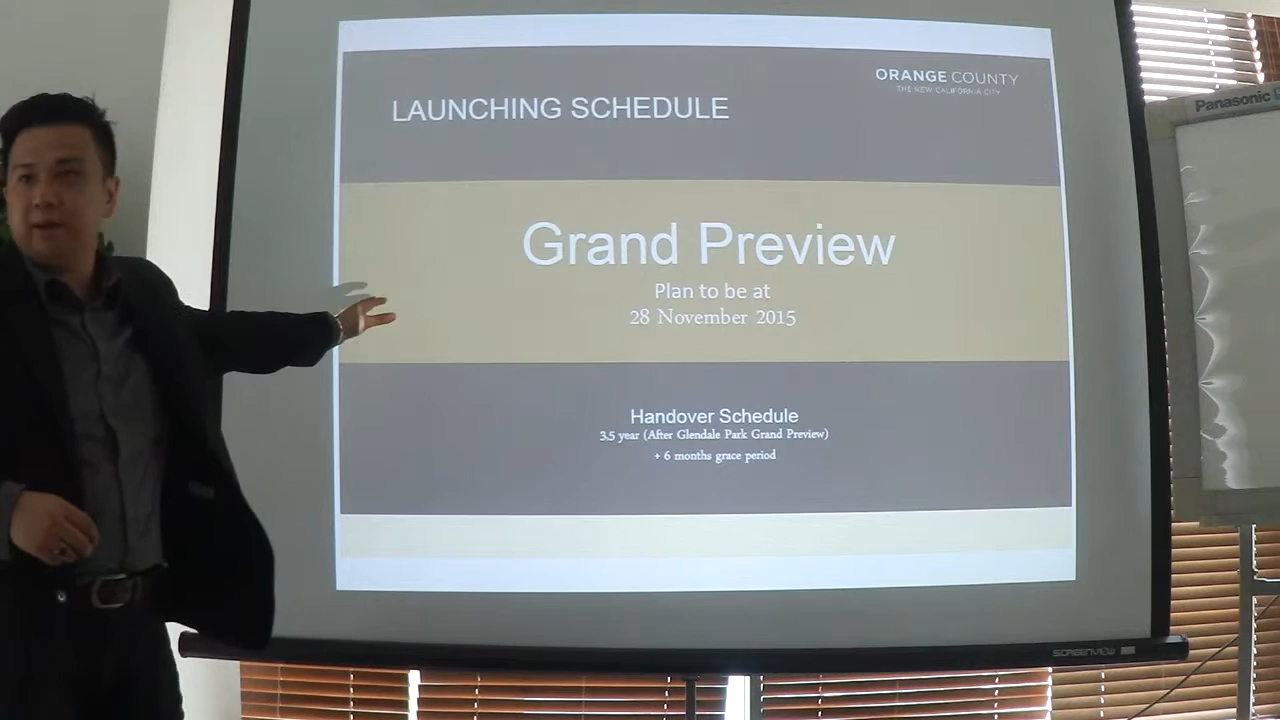 ORANGE COUNTY
THE NEW CALIFORNIA CITY
LAUNCHING SCHEDULE
Grand Preview
Plan to be at
28 November 2015
Handover Schedule
3.5 year (After Glendale Park Grand Preview)
+ 6 months grace period
Panasonic
SCREENVIEW